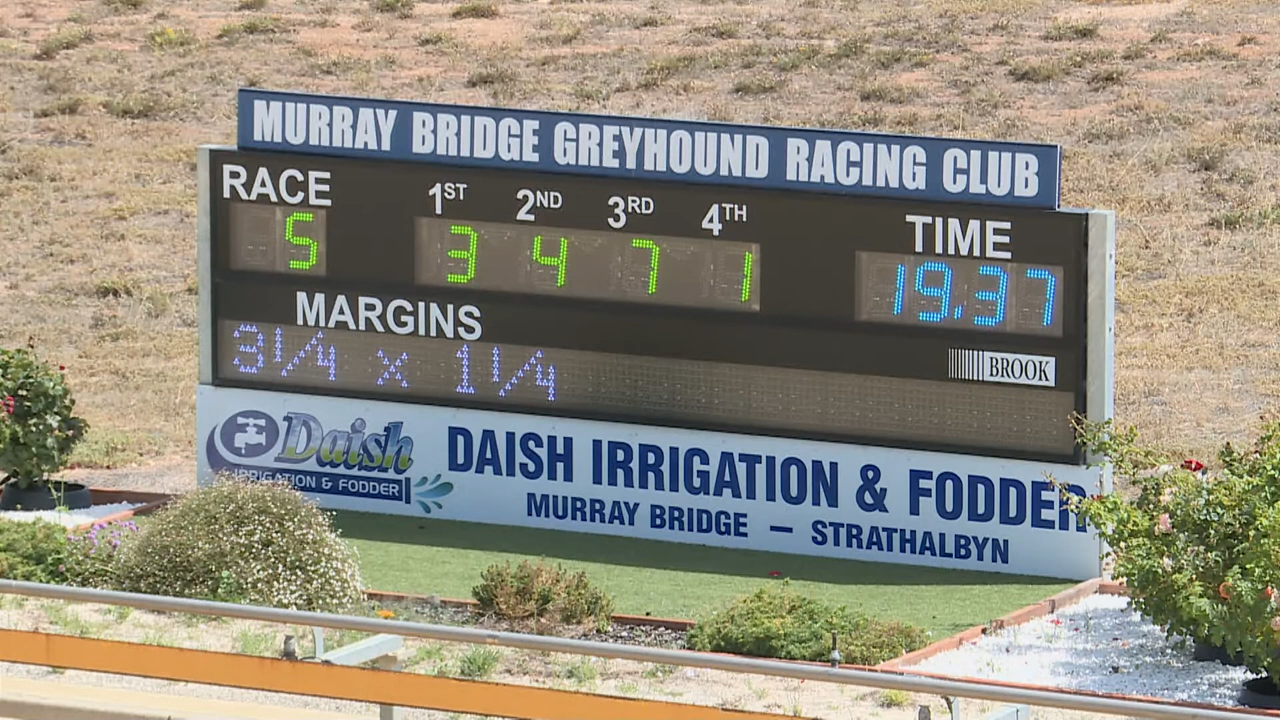 MURRAY BRIDGE GREYHOUND RACING CLUB
RACE 1ST 2ND 3RD 4TH TIME
5 3 4 7 1 19.37
MARGINS
3 1/4 x 1 1/4
BROOK
Daish
IRRIGATION & FODDER
DAISH IRRIGATION & FODDER
MURRAY BRIDGE — STRATHALBYN